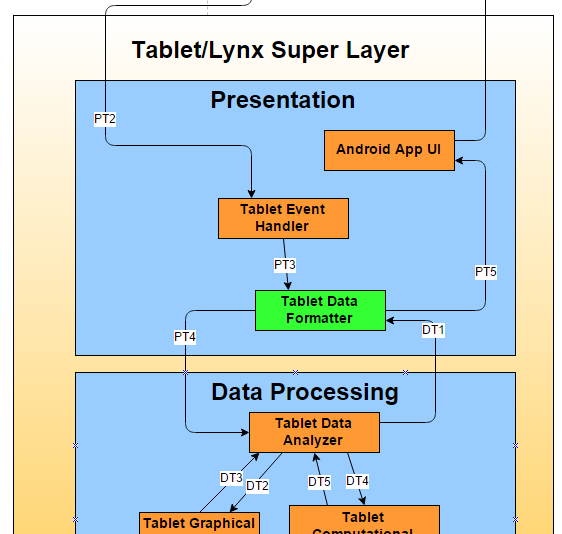 Tablet/Lynx Super Layer
Presentation
PT2
Android App UI
Tablet Event
Handler
PT3
PT5
Tablet Data
Formatter
DT1
PT4
Data Processing
Tablet Data
Analyzer
DT3
DT2
DT5
DT4
Tablet Graphical
Tablet
Computational